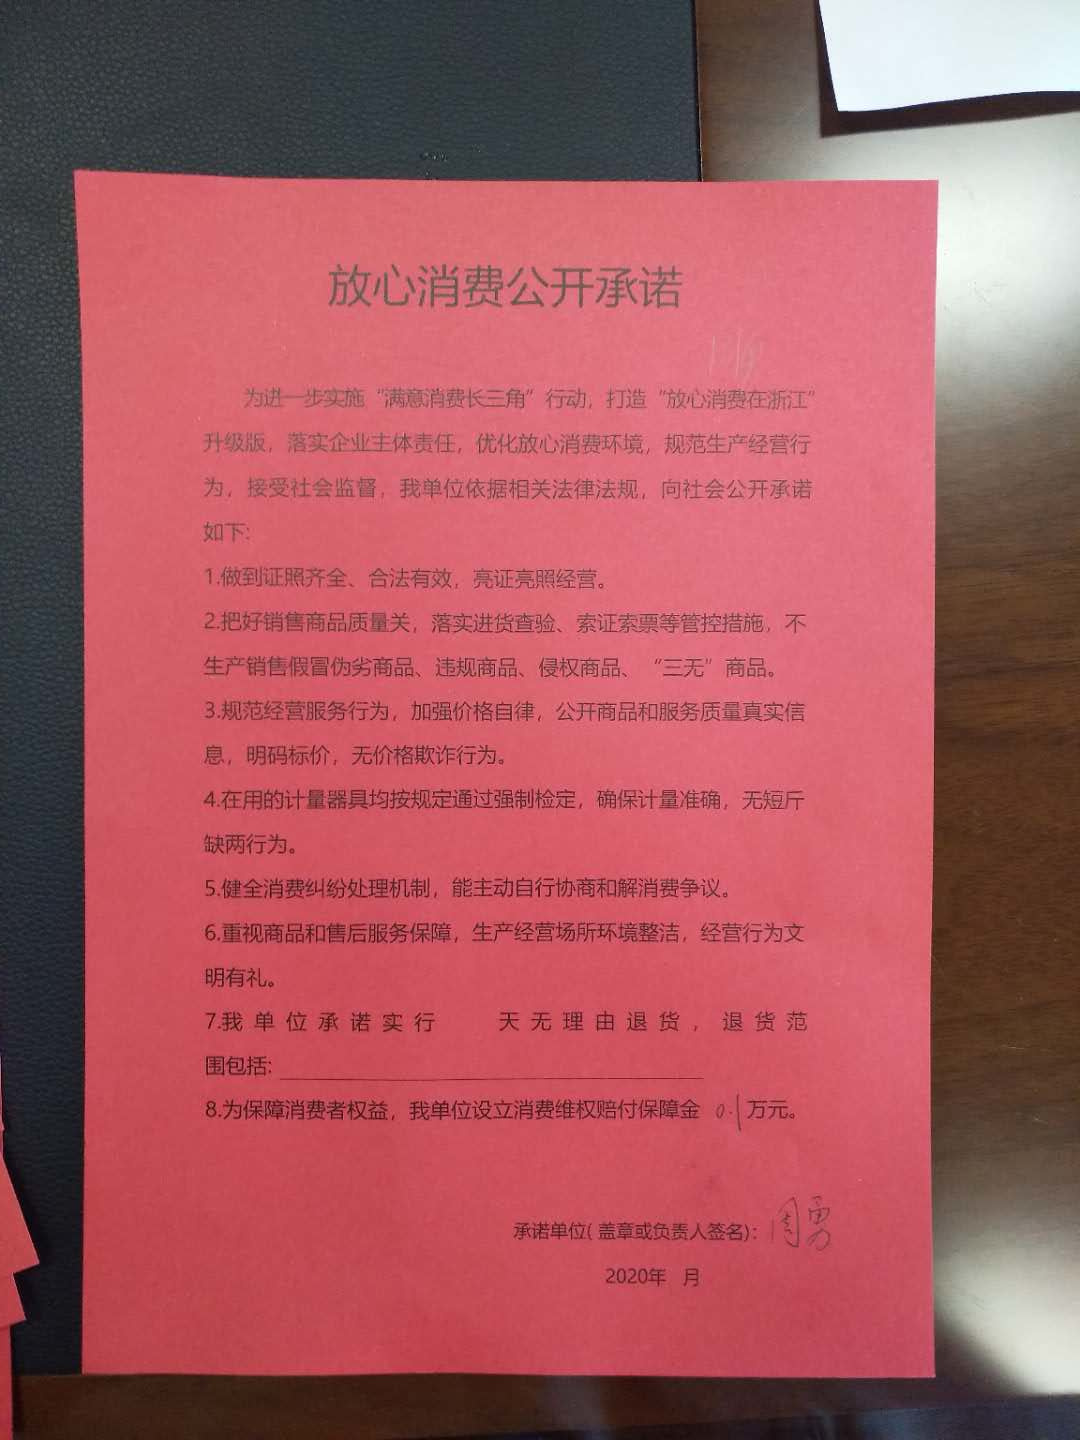 放心消费公开承诺
为进一步实施“满意消费长三角”行动，打造“放心消费在浙江”
升级版，落实企业主体责任，优化放心消费环境，规范生产经营行
为，接受社会监督，我单位依据相关法律法规，向社会公开承诺
如下:
1.做到证照齐全、合法有效，亮证亮照经营。
2.把好销售商品质量关，落实进货查验、索证索票等管控措施，不
生产销售假冒伪劣商品、违规商品、侵权商品、“三无”商品。
3.规范经营服务行为，加强价格自律，公开商品和服务质量真实信
息，明码标价，无价格欺诈行为。
4.在用的计量器具均按规定通过强制检定，确保计量准确，无短斤
缺两行为。
5.健全消费纠纷处理机制，能主动自行协商和解消费争议。
6.重视商品和售后服务保障，生产经营场所环境整洁，经营行为文
明有礼。
7.我单位承诺实行 天无理由退货，退货范
围包括:
8.为保障消费者权益，我单位设立消费维权赔付保障金 0.1 万元。
承诺单位(盖章或负责人签名): 周勇
2020年 月